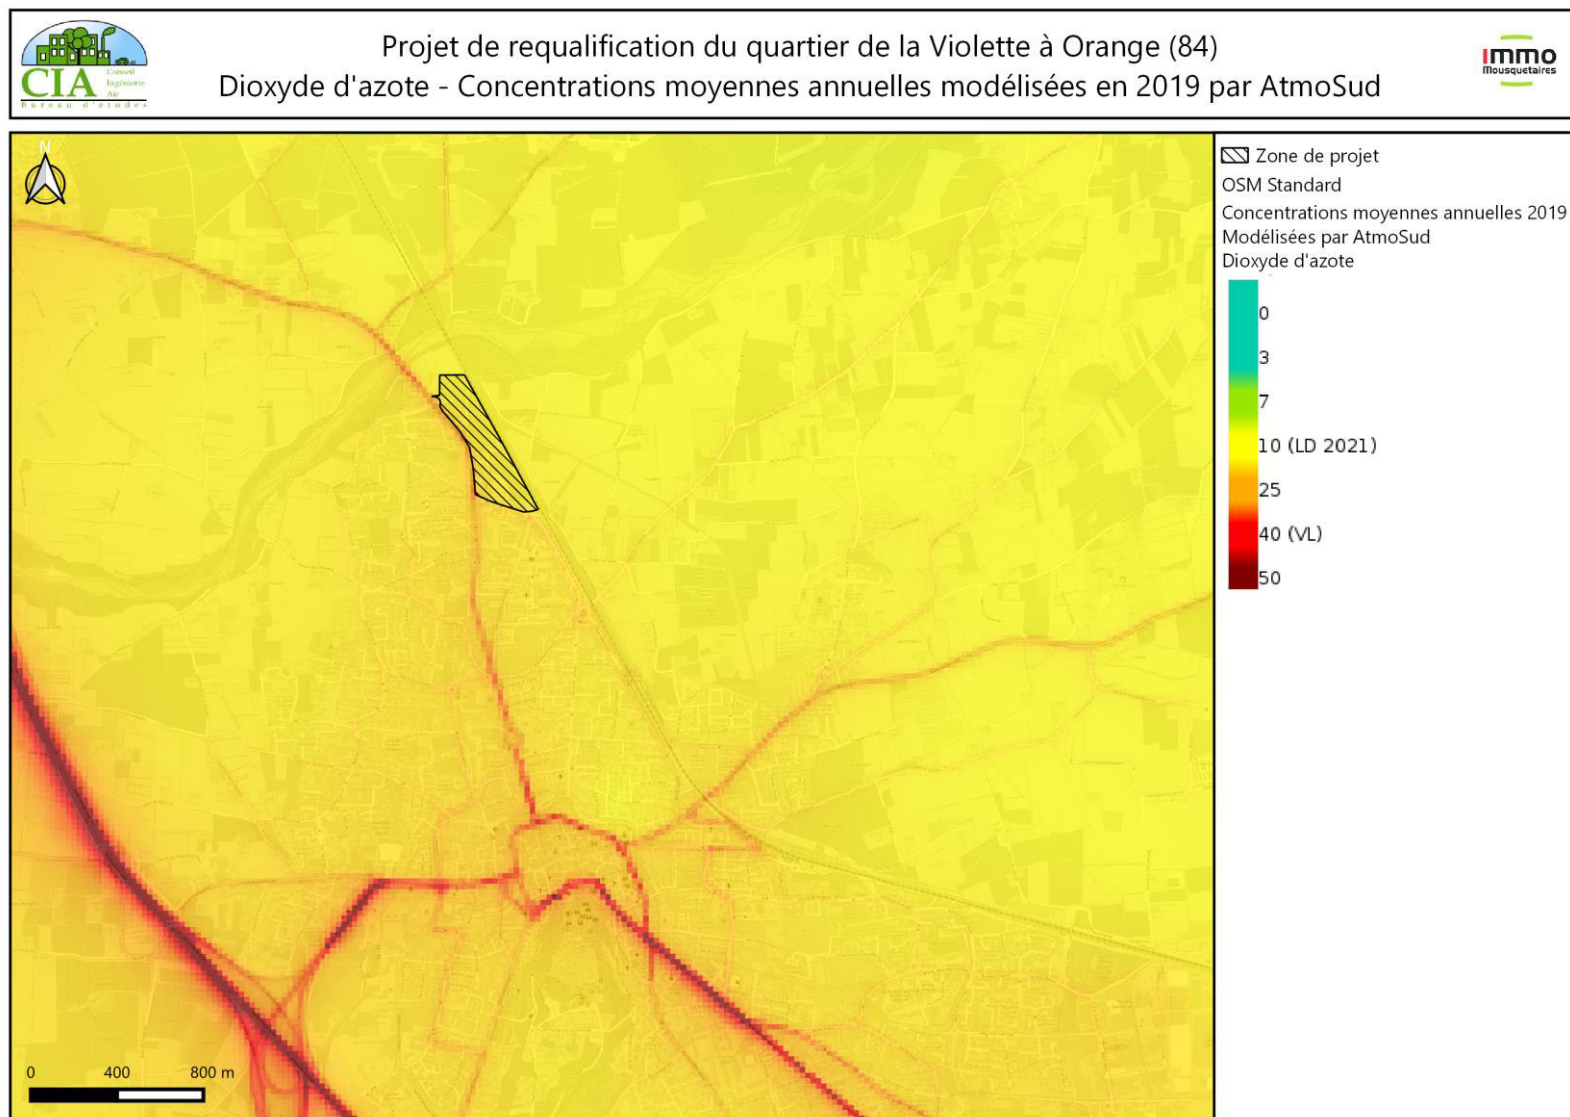 CIA
Conseil
Ingénierie
Air
Bureau d'études
Projet de requalification du quartier de la Violette à Orange (84)
Dioxyde d'azote - Concentrations moyennes annuelles modélisées en 2019 par AtmoSud
immo
Mousquetaires
N
Zone de projet
OSM Standard
Concentrations moyennes annuelles 2019
Modélisées par AtmoSud
Dioxyde d'azote
0
3
7
10 (LD 2021)
25
40 (VL)
50
0 400 800 m